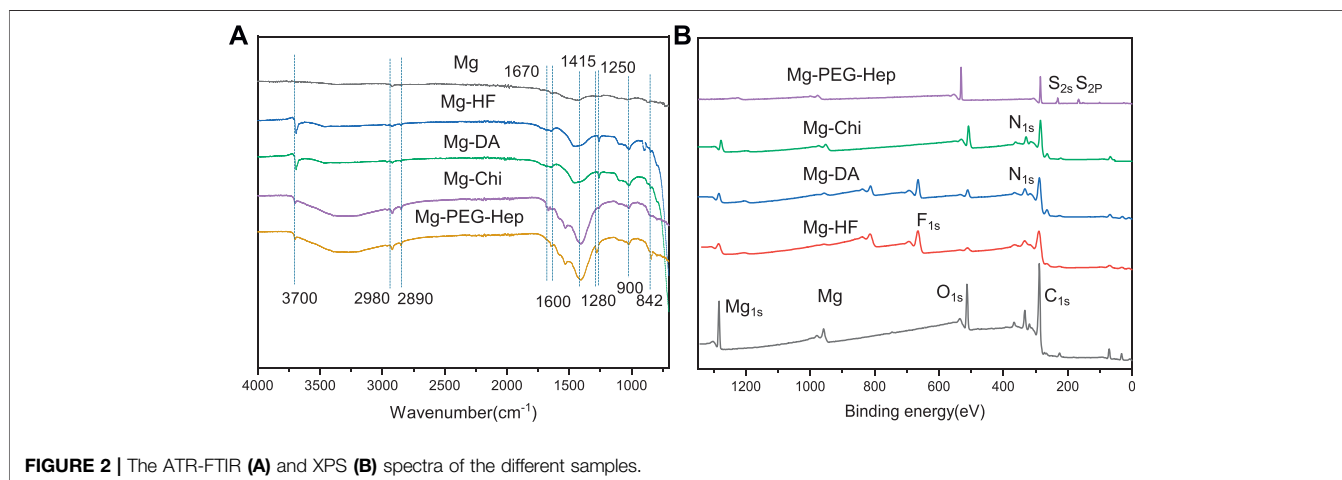 A
Mg
1670
1415
1250
Mg-HF
Mg-DA
Mg-Chi
Mg-PEG-Hep
3700
2980
2890
1600
1280
900
842
4000
3500
3000
2500
2000
1500
1000
Wavenumber(cm-1)
B
Mg-PEG-Hep
S2s
S2P
Mg-Chi
N1s
Mg-DA
N1s
Mg-HF
F1s
Mg1s
Mg
O1s
C1s
1200
1000
800
600
400
200
0
Binding energy(eV)
FIGURE 2 | The ATR-FTIR (A) and XPS (B) spectra of the different samples.